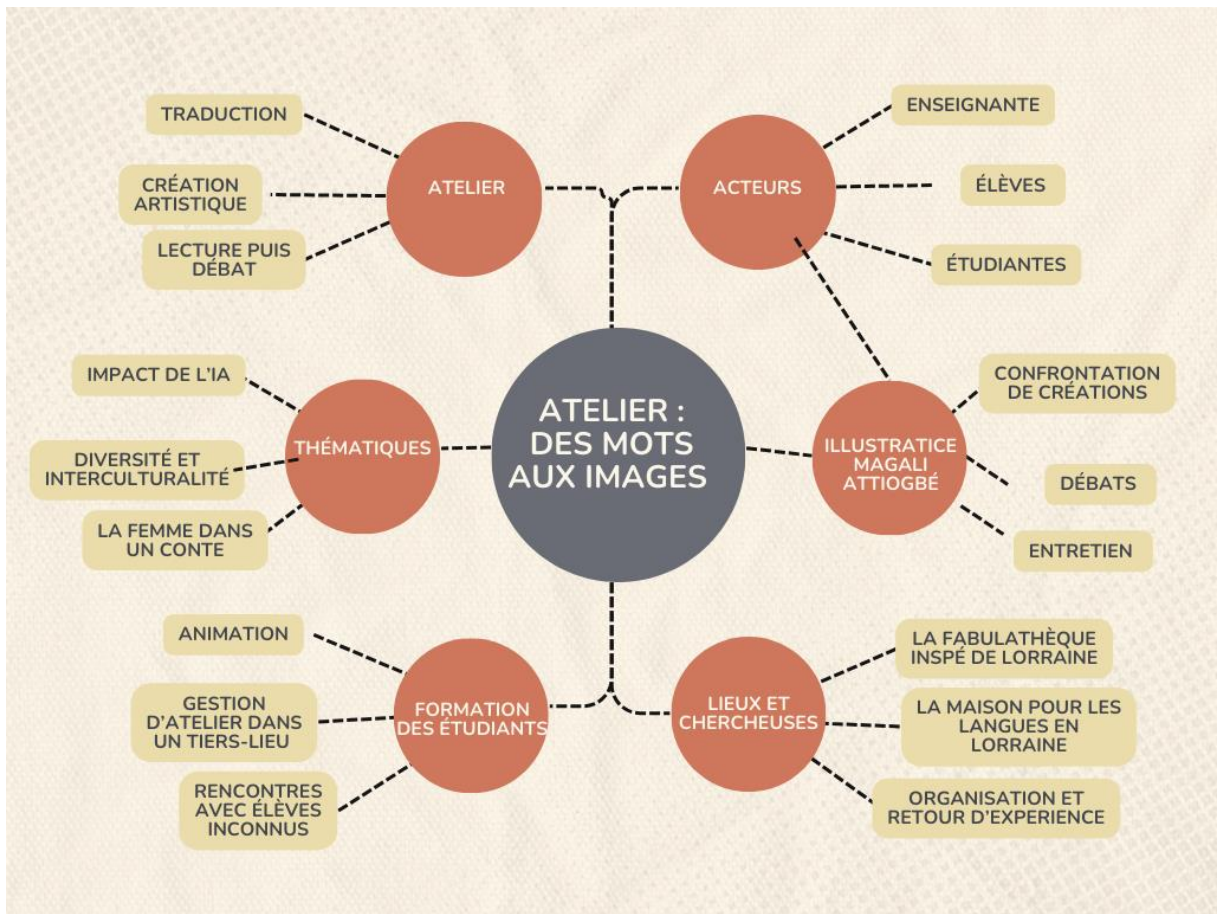 ATELIER :
DES MOTS
AUX IMAGES
ATELIER
TRADUCTION
CRÉATION
ARTISTIQUE
LECTURE PUIS
DÉBAT
ACTEURS
ENSEIGNANTE
ÉLÈVES
ÉTUDIANTES
THÉMATIQUES
IMPACT DE L'IA
DIVERSITÉ ET
INTERCULTURALITÉ
LA FEMME DANS
UN CONTE
ILLUSTRATICE
MAGALI
ATTIOGBÉ
CONFRONTATION
DE CRÉATIONS
DÉBATS
ENTRETIEN
FORMATION
DES ÉTUDIANTS
ANIMATION
GESTION
D'ATELIER DANS
UN TIERS-LIEU
RENCONTRES
AVEC ÉLÈVES
INCONNUS
LIEUX ET
CHERCHEUSES
LA FABULATHÈQUE
INSPÉ DE LORRAINE
LA MAISON POUR LES
LANGUES EN
LORRAINE
ORGANISATION ET
RETOUR D'EXPERIENCE